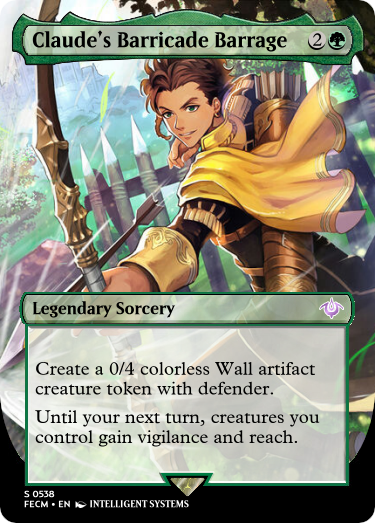 Claude's Barricade Barrage 2
Legendary Sorcery
Create a 0/4 colorless Wall artifact
creature token with defender.
Until your next turn, creatures you
control gain vigilance and reach.
S 0538
FECM • EN INTELLIGENT SYSTEMS